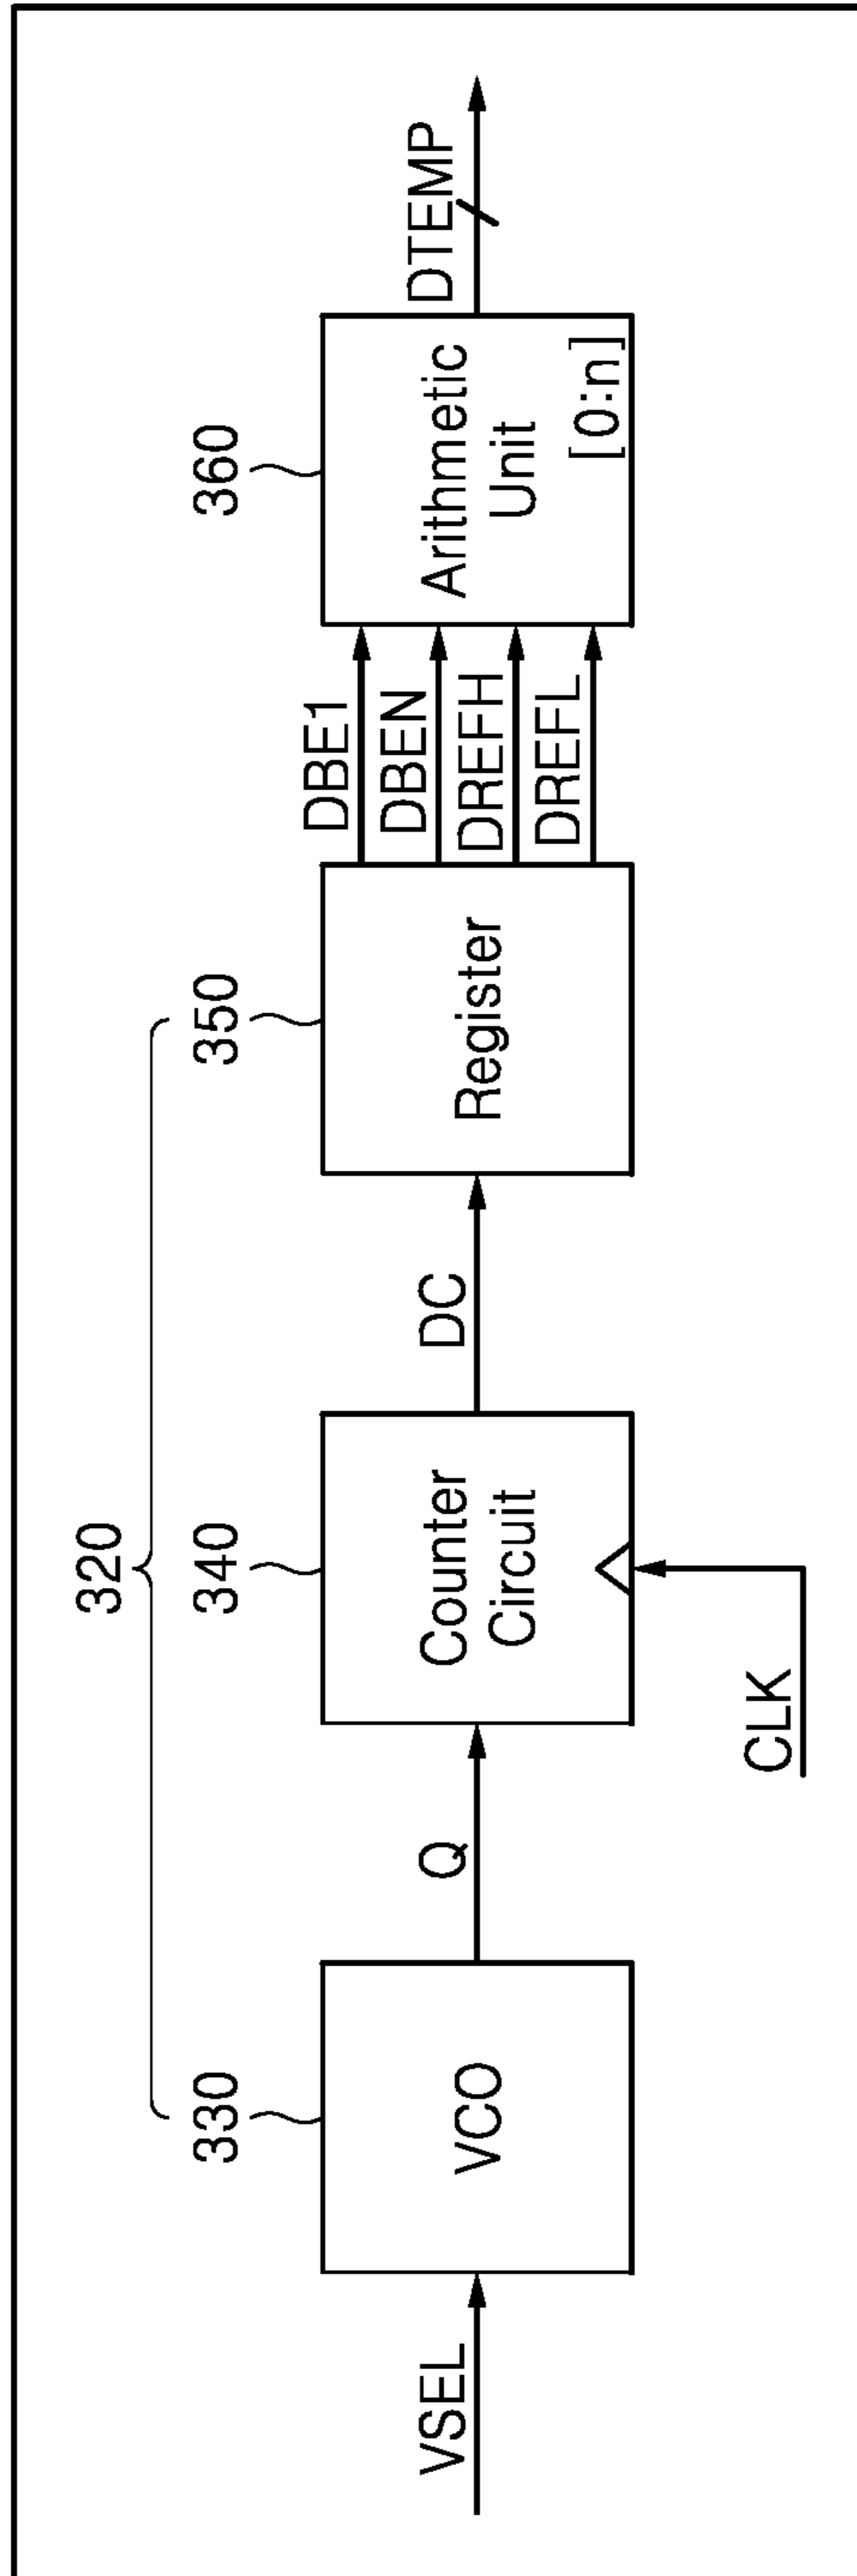 320
330
340
350
360
VSEL
VCO
Q
Counter
Circuit
CLK
DC
Register
DBE1
DBEN
DREFH
DREFL
Arithmetic
Unit
[0:n]
DTEMP